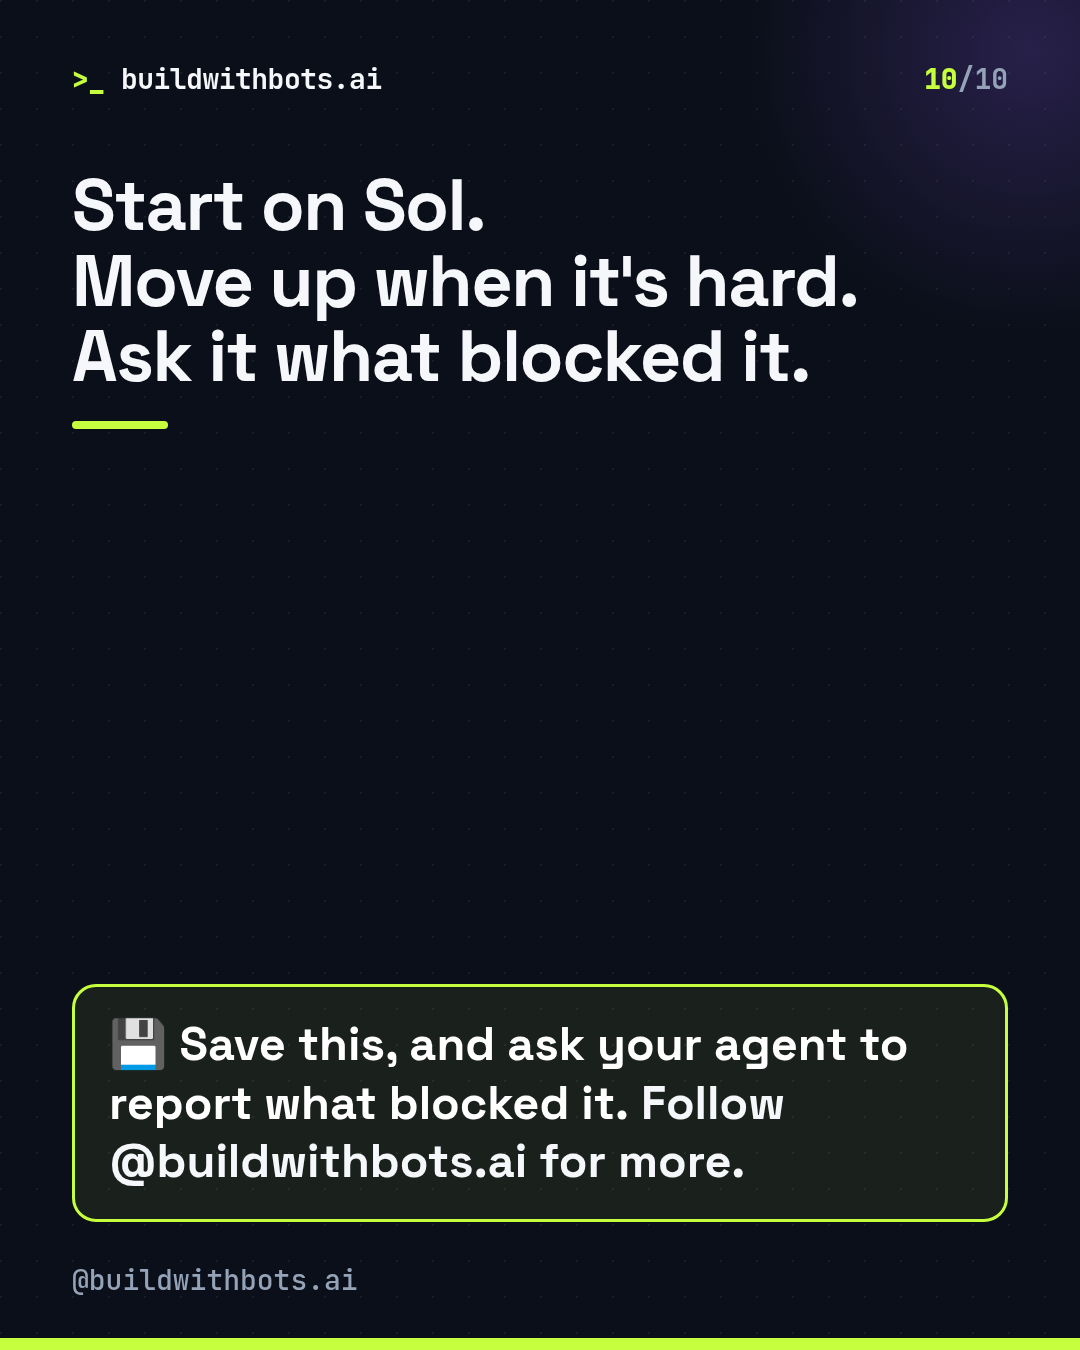 >_ buildwithbots.ai
10/10
Start on Sol.
Move up when it's hard.
Ask it what blocked it.
💾 Save this, and ask your agent to
report what blocked it. Follow
@buildwithbots.ai for more.
@buildwithbots.ai